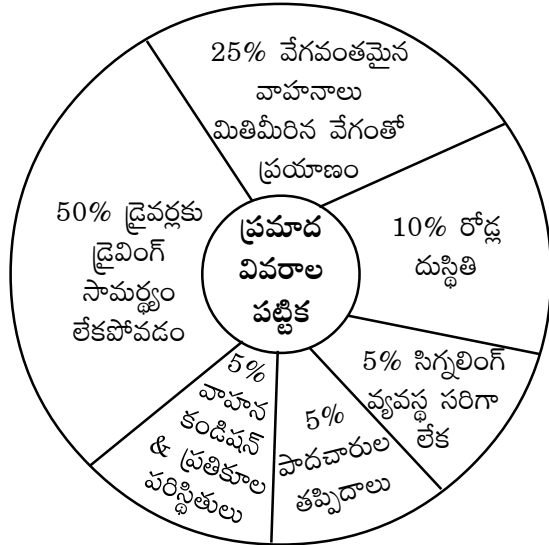 25% వేగవంతమైన
వాహనాలు
మితిమీరిన వేగంతో
ప్రయాణం
50% డ్రైవర్లకు
డ్రైవింగ్
సామర్థ్యం
లేకపోవడం
ప్రమాద
వివరాల
పట్టిక
10% రోడ్ల
దుస్థితి
5% సిగ్నలింగ్
వ్యవస్థ సరిగా
లేక
5%
పాదచారుల
తప్పిదాలు
5%
వాహన
కండిషన్
& ప్రతికూల
పరిస్థితులు